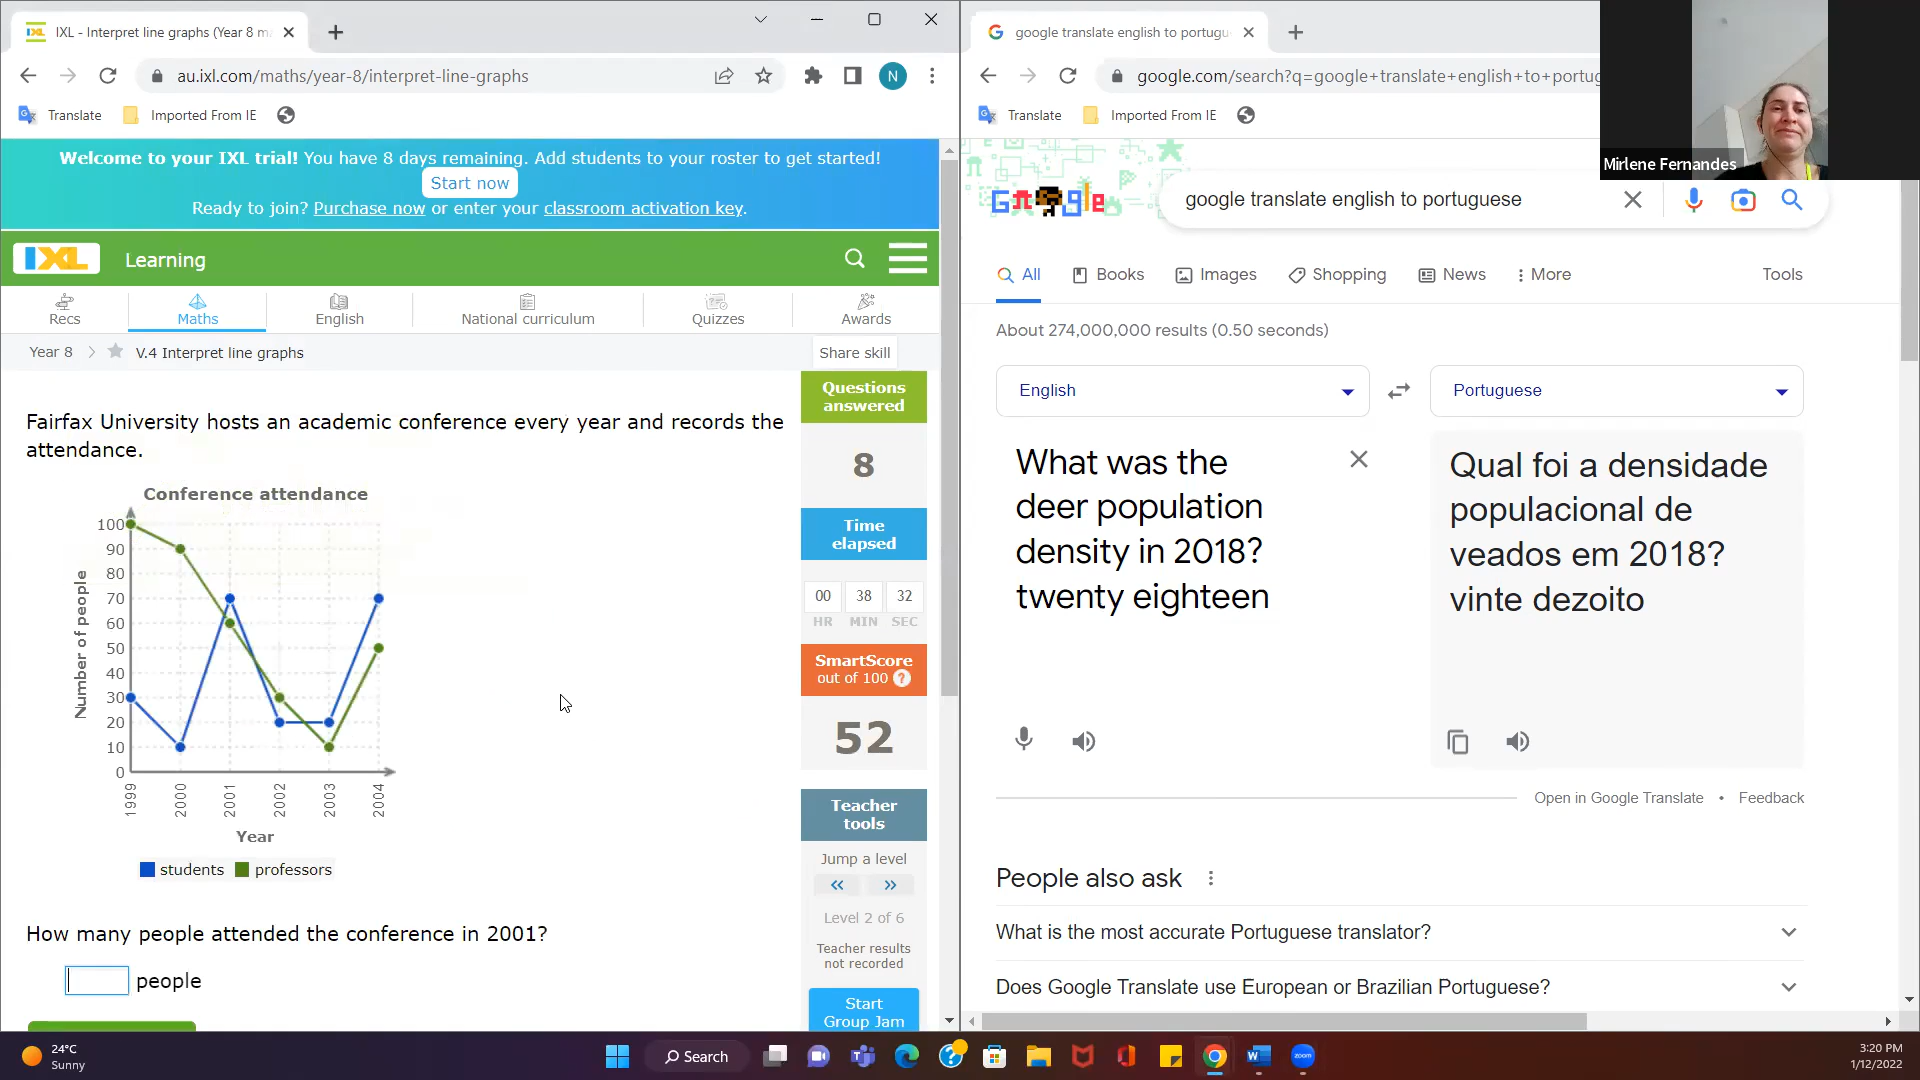 IXL - Interpret line graphs (Year 8 m
google translate english to portugu
au.ixl.com/maths/year-8/interpret-line-graphs
N
google.com/search?q=google+translate+english+to+portug
Translate
Imported From IE
Translate
Imported From IE
Welcome to your IXL trial! You have 8 days remaining. Add students to your roster to get started!
Start now
Ready to join? Purchase now or enter your classroom activation key.
Mirlene Fernandes
Google
google translate english to portuguese
IXL
Learning
All
Books
Images
Shopping
News
More
Tools
Recs
Maths
English
National curriculum
Quizzes
Awards
About 274,000,000 results (0.50 seconds)
Year 8
V.4 Interpret line graphs
Share skill
English
Portuguese
Fairfax University hosts an academic conference every year and records the
attendance.
Questions
answered
8
Time
elapsed
00
38
32
HR
MIN
SEC
SmartScore
out of 100 ?
52
Teacher
tools
Jump a level
Level 2 of 6
Teacher results
not recorded
Start
Group Jam
Conference attendance
Number of people
100
90
80
70
60
50
40
30
20
10
0
1999
2000
2001
2002
2003
2004
Year
students
professors
How many people attended the conference in 2001?
people
What was the
deer population
density in 2018?
twenty eighteen
Qual foi a densidade
populacional de
veados em 2018?
vinte dezoito
Open in Google Translate • Feedback
People also ask
What is the most accurate Portuguese translator?
Does Google Translate use European or Brazilian Portuguese?
24°C
Sunny
Search
zoom
3:20 PM
1/12/2022